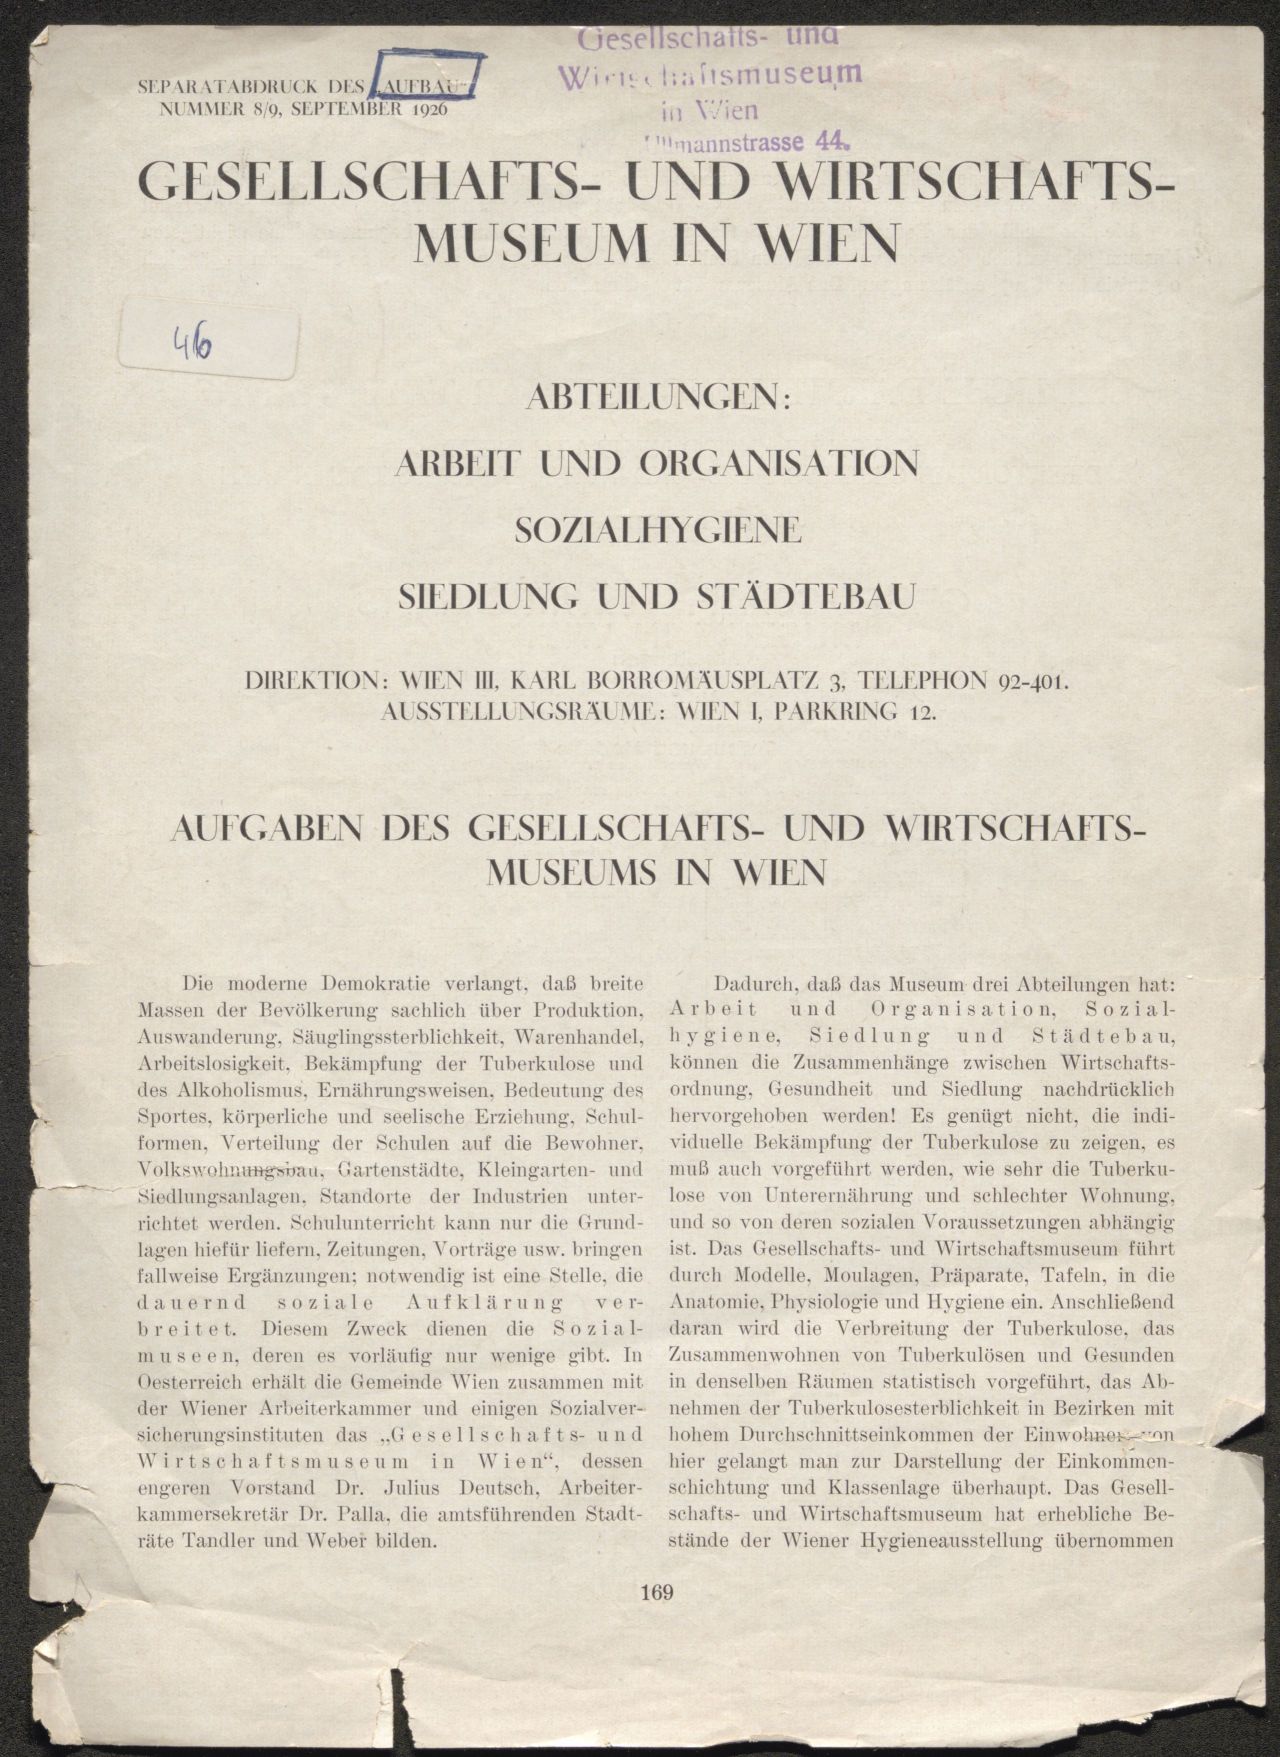 Gesellschafts- und
Wirtschaftsmuseum
in Wien
Ullmannstrasse 44.
SEPARATABDRUCK DES „AUFBAU“
NUMMER 8/9, SEPTEMBER 1926
GESELLSCHAFTS- UND WIRTSCHAFTS-
MUSEUM IN WIEN
46
ABTEILUNGEN:
ARBEIT UND ORGANISATION
SOZIALHYGIENE
SIEDLUNG UND STÄDTEBAU
DIREKTION: WIEN III, KARL BORROMÄUSPLATZ 3, TELEPHON 92-401.
AUSSTELLUNGSRÄUME: WIEN I, PARKRING 12.
AUFGABEN DES GESELLSCHAFTS- UND WIRTSCHAFTS-
MUSEUMS IN WIEN
Die moderne Demokratie verlangt, daß breite
Massen der Bevölkerung sachlich über Produktion,
Auswanderung, Säuglingssterblichkeit, Warenhandel,
Arbeitslosigkeit, Bekämpfung der Tuberkulose und
des Alkoholismus, Ernährungsweisen, Bedeutung des
Sportes, körperliche und seelische Erziehung, Schul-
formen, Verteilung der Schulen auf die Bewohner,
Volkswohnungsbau, Gartenstädte, Kleingarten- und
Siedlungsanlagen, Standorte der Industrien unter-
richtet werden. Schulunterricht kann nur die Grund-
lagen hiefür liefern, Zeitungen, Vorträge usw. bringen
fallweise Ergänzungen; notwendig ist eine Stelle, die
dauernd soziale Aufklärung ver-
breitet. Diesem Zweck dienen die Sozial-
museen, deren es vorläufig nur wenige gibt. In
Oesterreich erhält die Gemeinde Wien zusammen mit
der Wiener Arbeiterkammer und einigen Sozialver-
sicherungsinstituten das „Gesellschafts- und
Wirtschaftsmuseum in Wien“, dessen
engeren Vorstand Dr. Julius Deutsch, Arbeiter-
kammersekretär Dr. Palla, die amtsführenden Stadt-
räte Tandler und Weber bilden.
Dadurch, daß das Museum drei Abteilungen hat:
Arbeit und Organisation, Sozial-
hygiene, Siedlung und Städtebau,
können die Zusammenhänge zwischen Wirtschafts-
ordnung, Gesundheit und Siedlung nachdrücklich
hervorgehoben werden! Es genügt nicht, die indi-
viduelle Bekämpfung der Tuberkulose zu zeigen, es
muß auch vorgeführt werden, wie sehr die Tuberku-
lose von Unterernährung und schlechter Wohnung,
und so von deren sozialen Voraussetzungen abhängig
ist. Das Gesellschafts- und Wirtschaftsmuseum führt
durch Modelle, Moulagen, Präparate, Tafeln, in die
Anatomie, Physiologie und Hygiene ein. Anschließend
daran wird die Verbreitung der Tuberkulose, das
Zusammenwohnen von Tuberkulösen und Gesunden
in denselben Räumen statistisch vorgeführt, das Ab-
nehmen der Tuberkulosesterblichkeit in Bezirken mit
hohem Durchschnittseinkommen der Einwohner, von
hier gelangt man zur Darstellung der Einkommen-
schichtung und Klassenlage überhaupt. Das Gesell-
schafts- und Wirtschaftsmuseum hat erhebliche Be-
stände der Wiener Hygieneausstellung übernommen
169